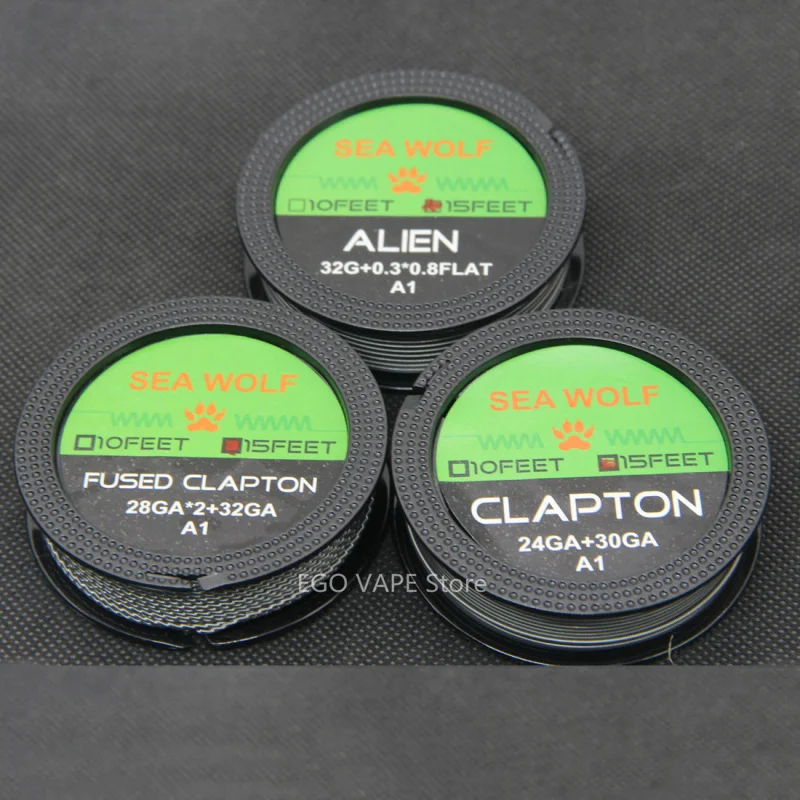 SEA WOLF
10FEET 15FEET
ALIEN
32G+0.3*0.8FLAT
A1
SEA WOLF
10FEET 15FEET
FUSED CLAPTON
28GA*2+32GA
A1
SEA WOLF
10FEET 15FEET
CLAPTON
24GA+30GA
A1
EGO VAPE Store